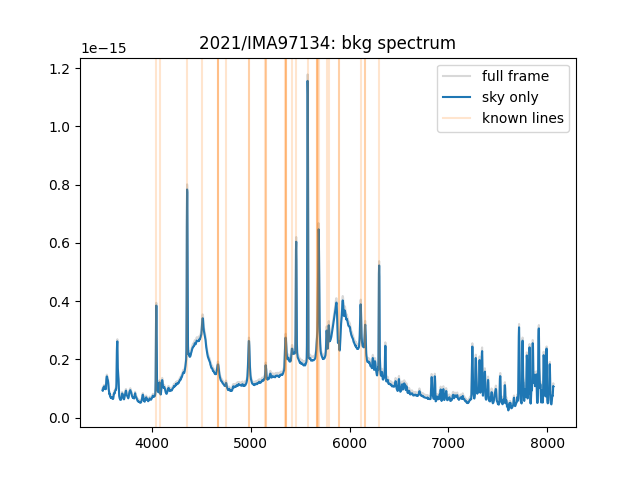 2021/IMA97134: bkg spectrum
1e−15
full frame
sky only
known lines
1.2
1.0
0.8
0.6
0.4
0.2
0.0
4000 5000 6000 7000 8000